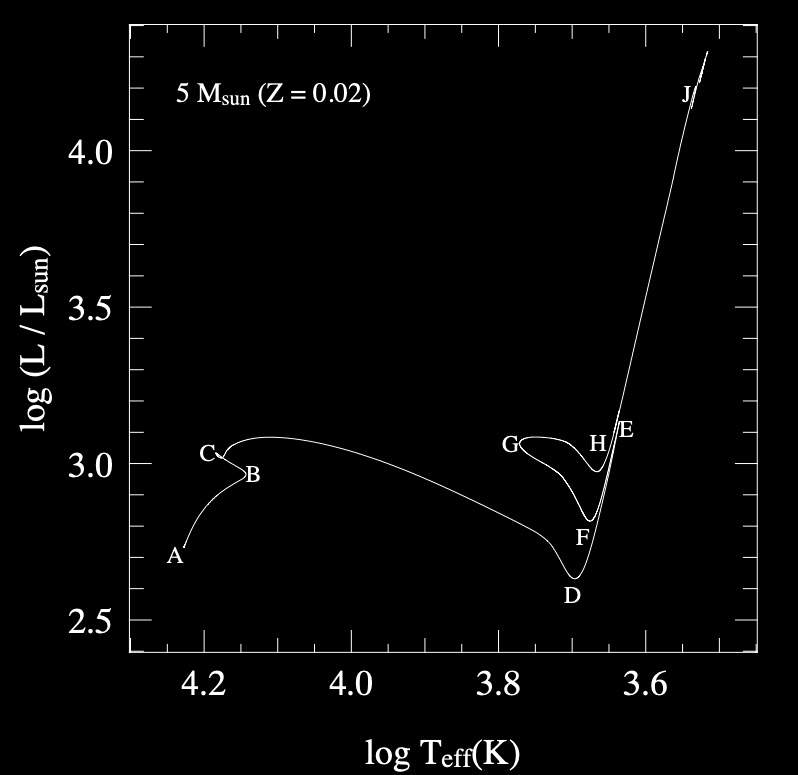 5 Msun (Z = 0.02)
J
4.0
log (L / Lsun)
3.5
E
H
G
C
3.0
B
F
A
D
2.5
4.2 4.0 3.8 3.6
log Teff(K)